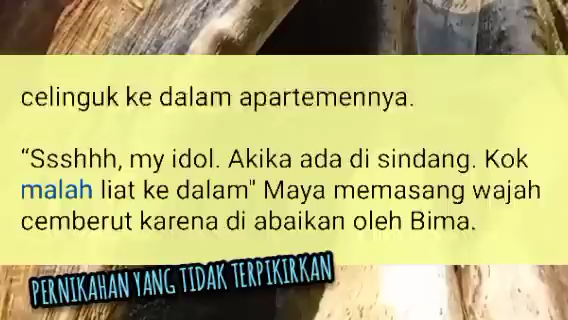 celinguk ke dalam apartemennya.
“Ssshhh, my idol. Akika ada di sindang. Kok
malah liat ke dalam" Maya memasang wajah
cemberut karena di abaikan oleh Bima.
PERNIKAHAN YANG TIDAK TERPIKIRKAN